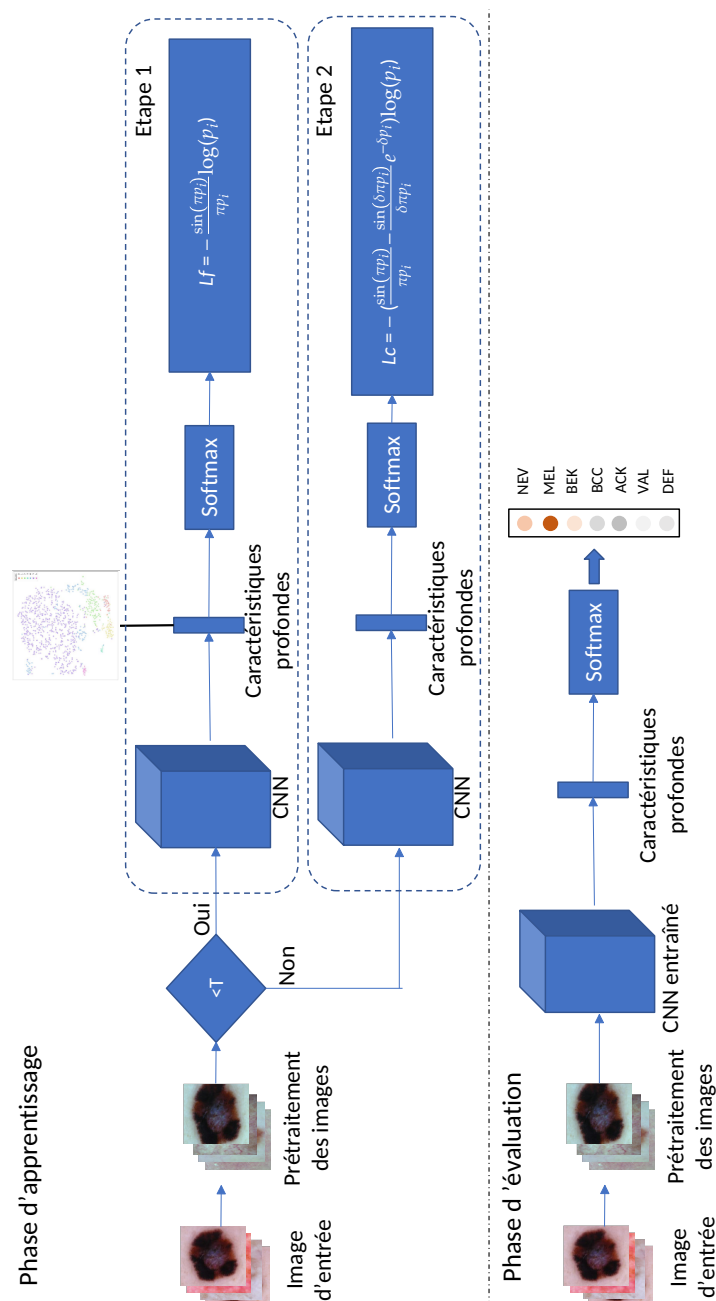 Phase d'apprentissage
Image
d'entrée
Prétraitement
des images
<T
Oui
Non
Etape 1
CNN
Caractéristiques
profondes
Softmax
Lf = − sin(πp_i)/πp_i log(p_i)
Etape 2
CNN
Caractéristiques
profondes
Softmax
Lc = − (sin(πp_i)/πp_i − sin(δπp_i)/δπp_i e^{−δp_i})log(p_i)
Phase d 'évaluation
Image
d'entrée
Prétraitement
des images
CNN entraîné
Caractéristiques
profondes
Softmax
NEV
MEL
BEK
BCC
ACK
VAL
DEF